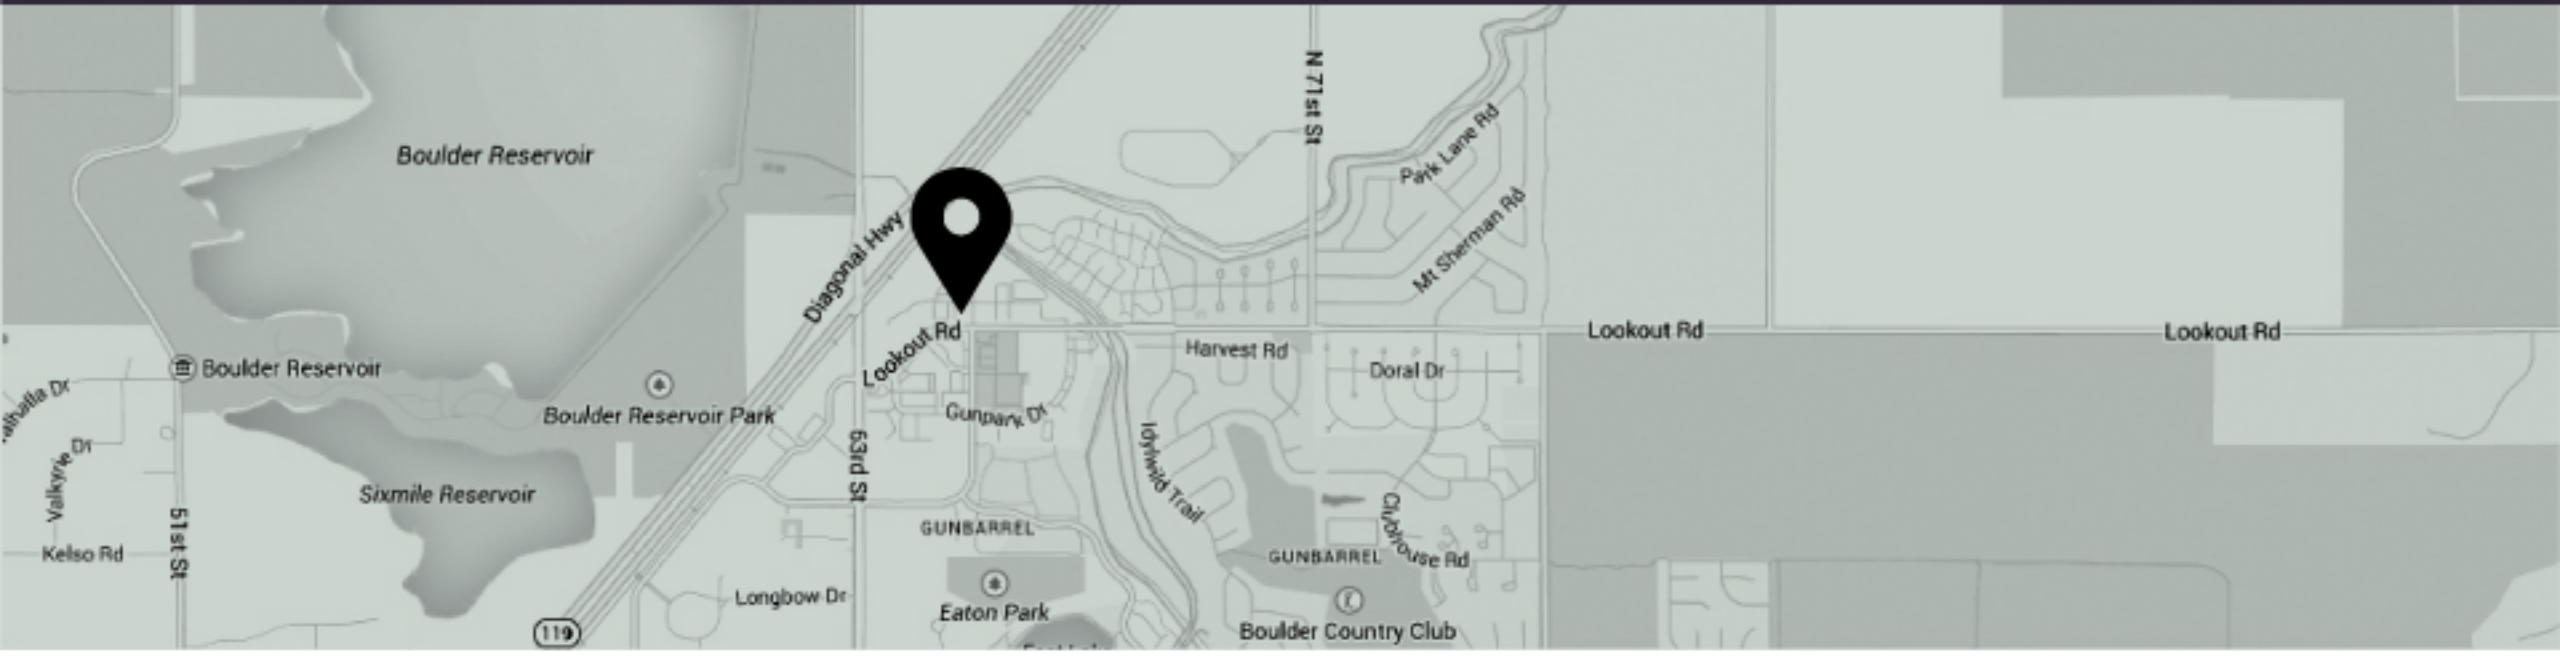 N 71st St
Park Lane Rd
Boulder Reservoir
Mt Sherman Rd
Diagonal Hwy
Lookout Rd
Lookout Rd
Lookout Rd
Harvest Rd
Boulder Reservoir
Doral Dr
Valhalla Dr
Boulder Reservoir Park
Gunpark Dr
Valkyrie Dr
63rd St
Idylwild Trail
Sixmile Reservoir
Clubhouse Rd
51st St
GUNBARREL
Kelso Rd
GUNBARREL
Longbow Dr
Eaton Park
119
Boulder Country Club